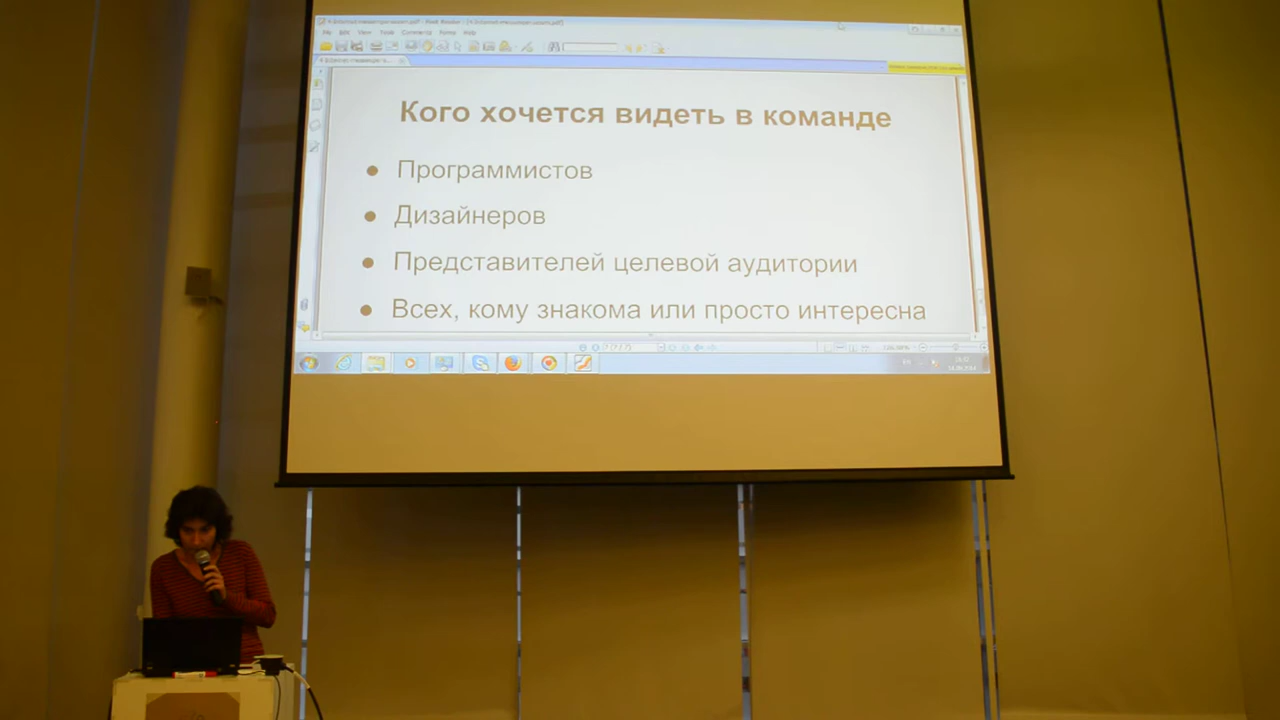 Кого хочется видеть в команде
Программистов
Дизайнеров
Представителей целевой аудитории
Всех, кому знакома или просто интересна